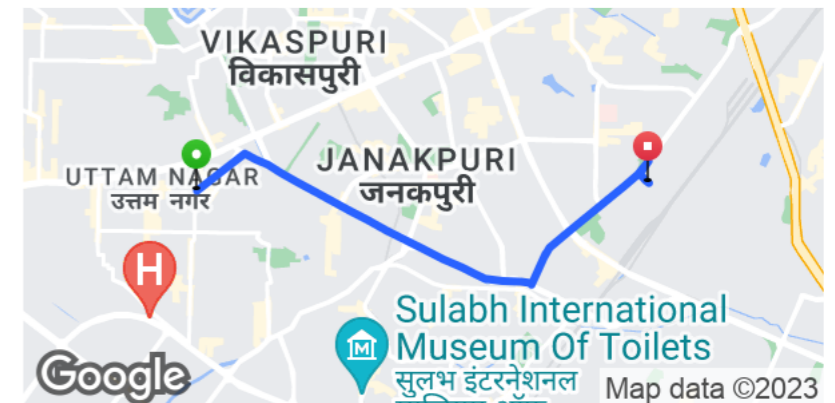 VIKASPURI
विकासपुरी
UTTAM NAGAR
उत्तम नगर
JANAKPURI
जनकपुरी
H
Sulabh International
Museum Of Toilets
सुलभ इंटरनेशनल
Google
Map data ©2023